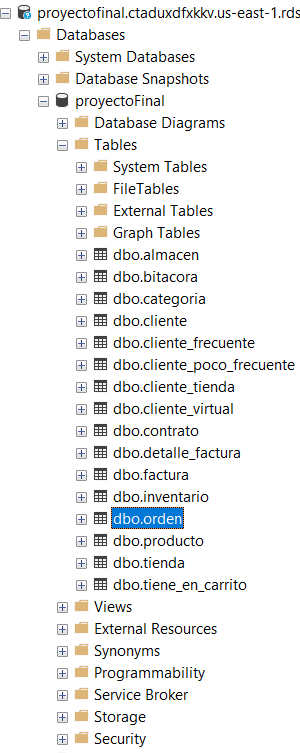 proyectofinal.ctaduxdfxkkv.us-east-1.rds
Databases
System Databases
Database Snapshots
proyectoFinal
Database Diagrams
Tables
System Tables
FileTables
External Tables
Graph Tables
dbo.almacen
dbo.bitacora
dbo.categoria
dbo.cliente
dbo.cliente_frecuente
dbo.cliente_poco_frecuente
dbo.cliente_tienda
dbo.cliente_virtual
dbo.contrato
dbo.detalle_factura
dbo.factura
dbo.inventario
dbo.orden
dbo.producto
dbo.tienda
dbo.tiene_en_carrito
Views
External Resources
Synonyms
Programmability
Service Broker
Storage
Security